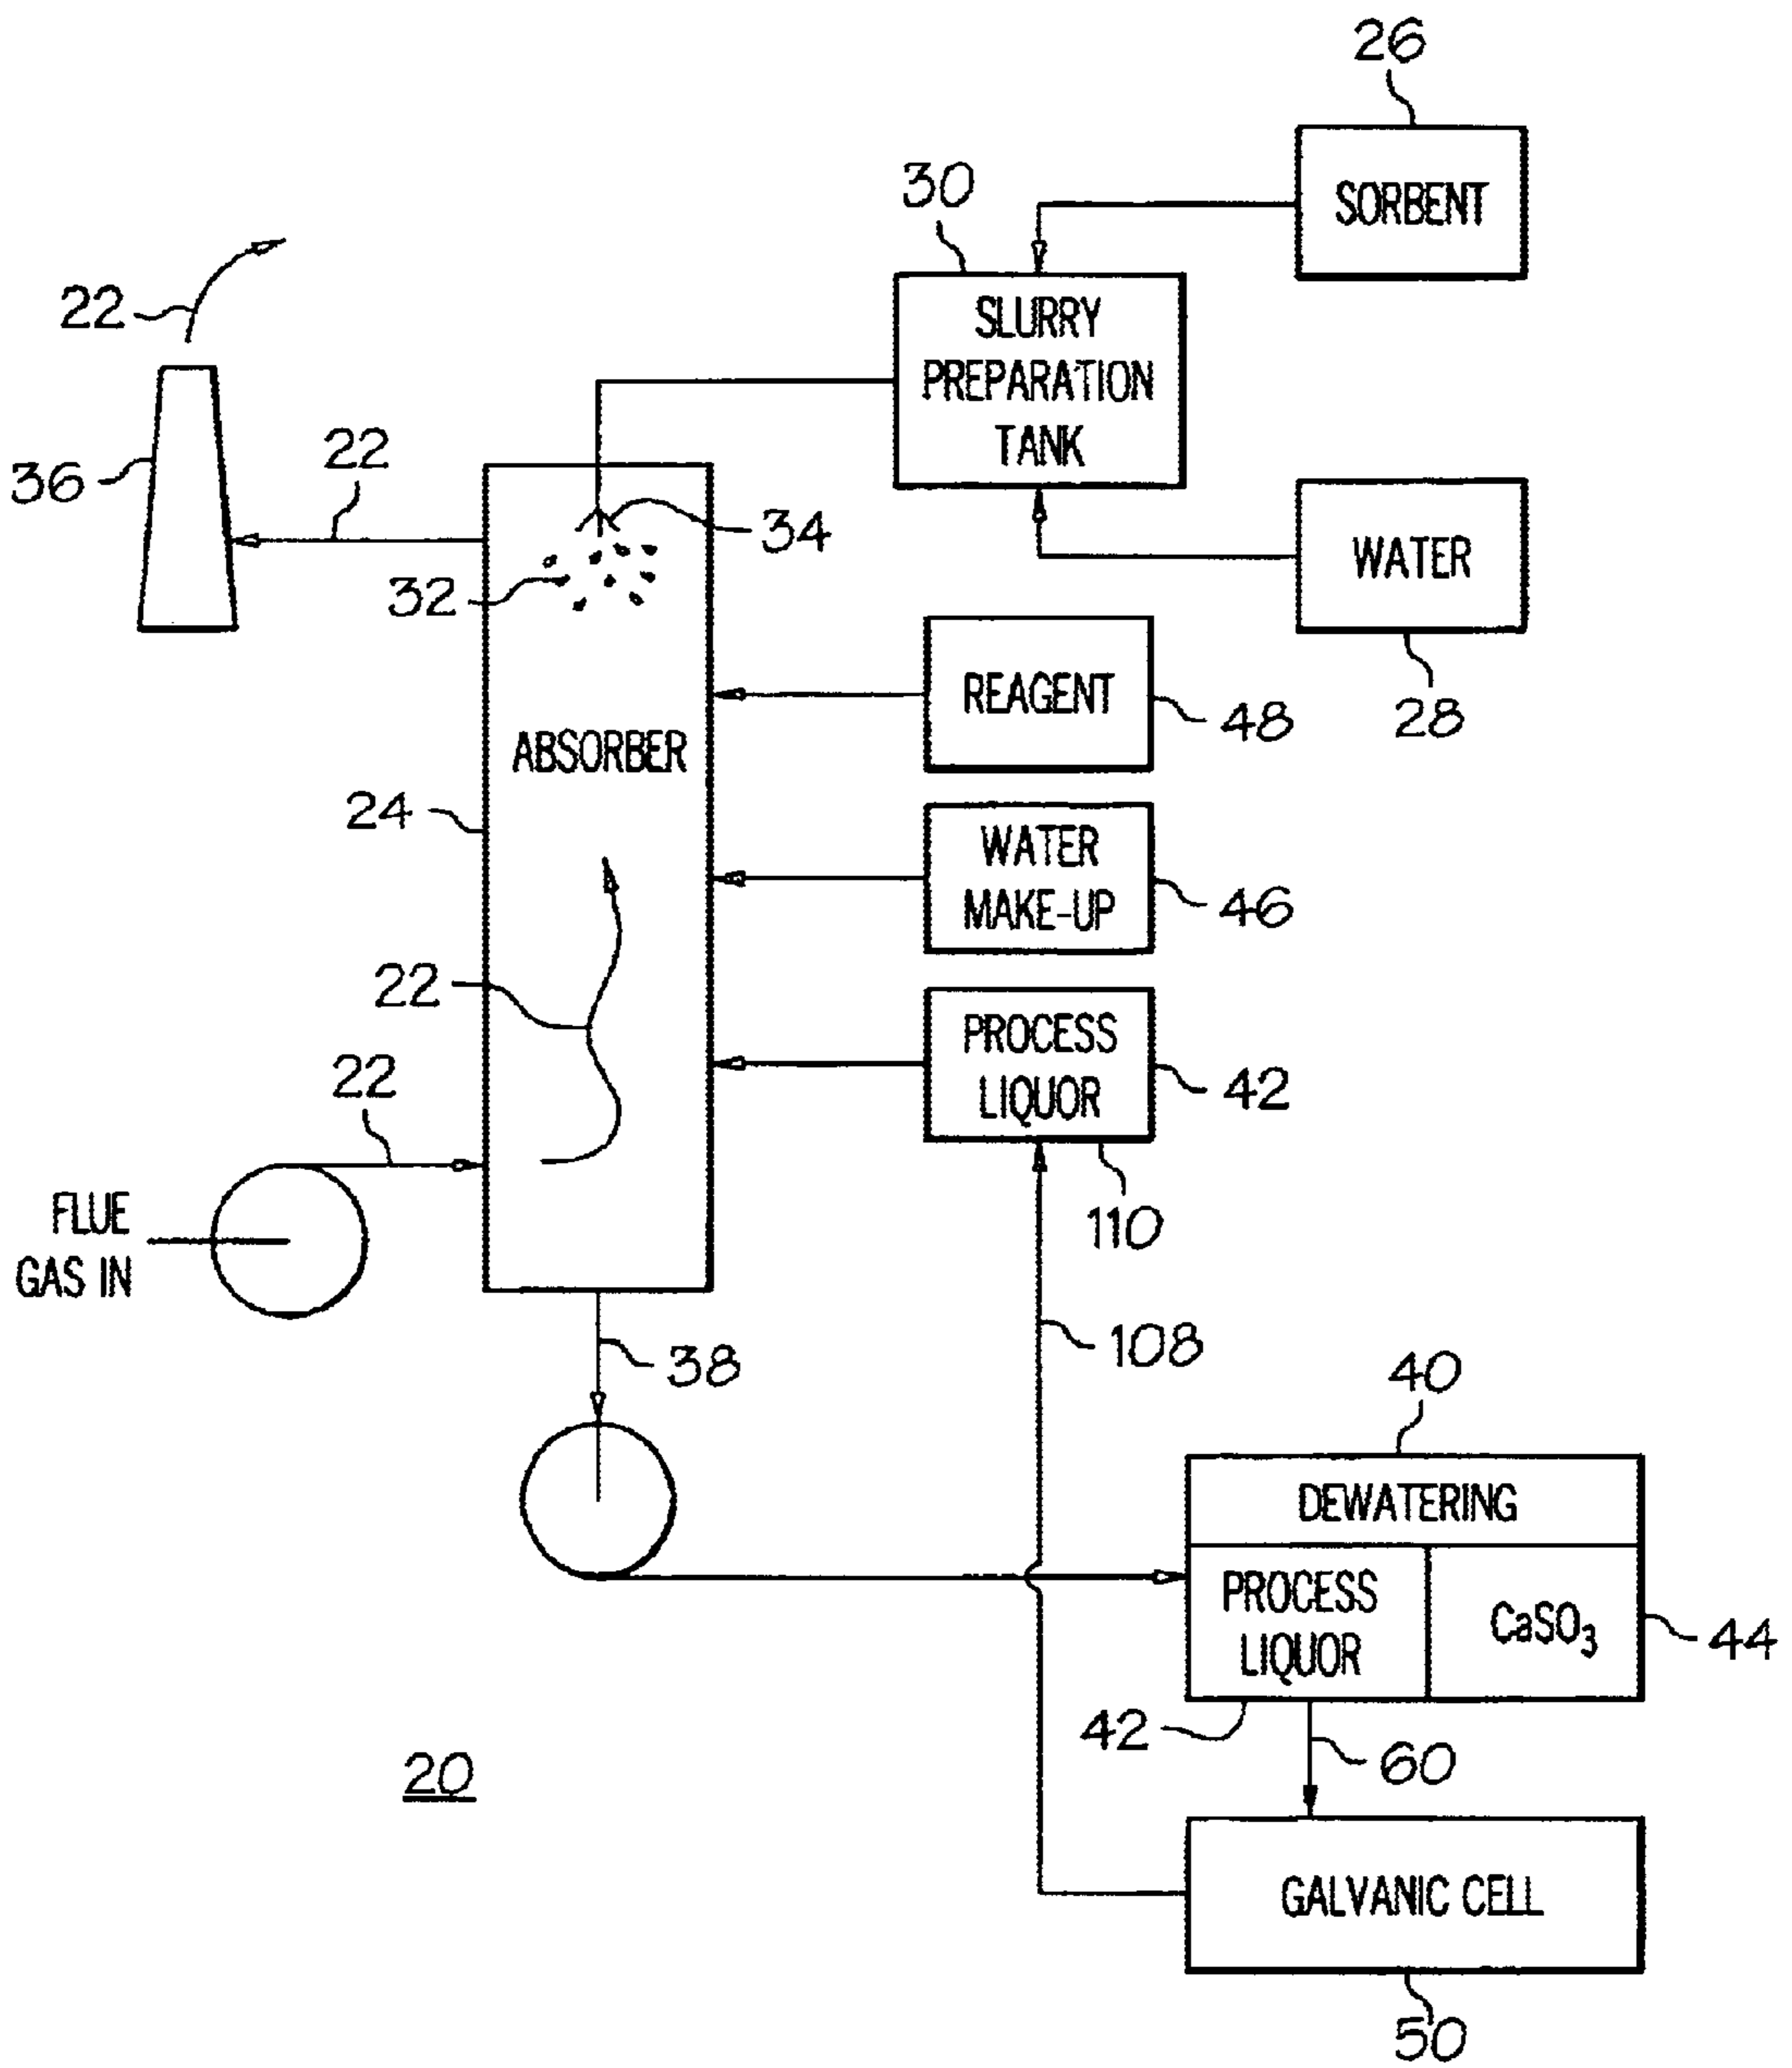 26
SORBENT
30
SLURRY
PREPARATION
TANK
22
36
22
34
32
WATER
28
REAGENT
48
ABSORBER
24
WATER
MAKE-UP
46
22
PROCESS
LIQUOR
42
22
110
FLUE
GAS IN
38
108
40
DEWATERING
PROCESS
LIQUOR
CaSO₃
44
42
60
20
GALVANIC CELL
50